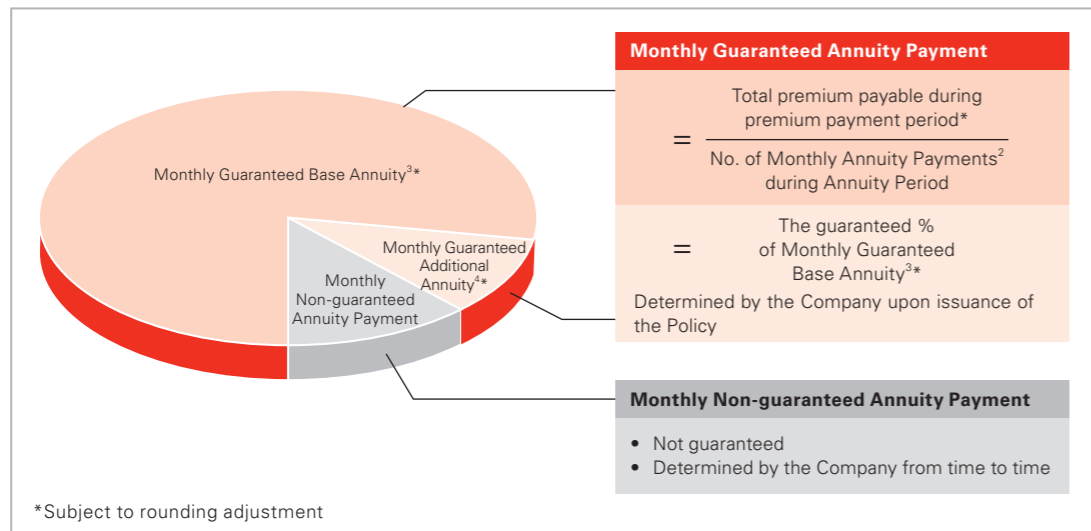 Monthly Guaranteed Base Annuity³*
Monthly Guaranteed
Additional
Annuity⁴*
Monthly
Non-guaranteed
Annuity Payment
Monthly Guaranteed Annuity Payment
=
Total premium payable during
premium payment period*
No. of Monthly Annuity Payments²
during Annuity Period
=
The guaranteed %
of Monthly Guaranteed
Base Annuity³*
Determined by the Company upon issuance of
the Policy
Monthly Non-guaranteed Annuity Payment
• Not guaranteed
• Determined by the Company from time to time
*Subject to rounding adjustment